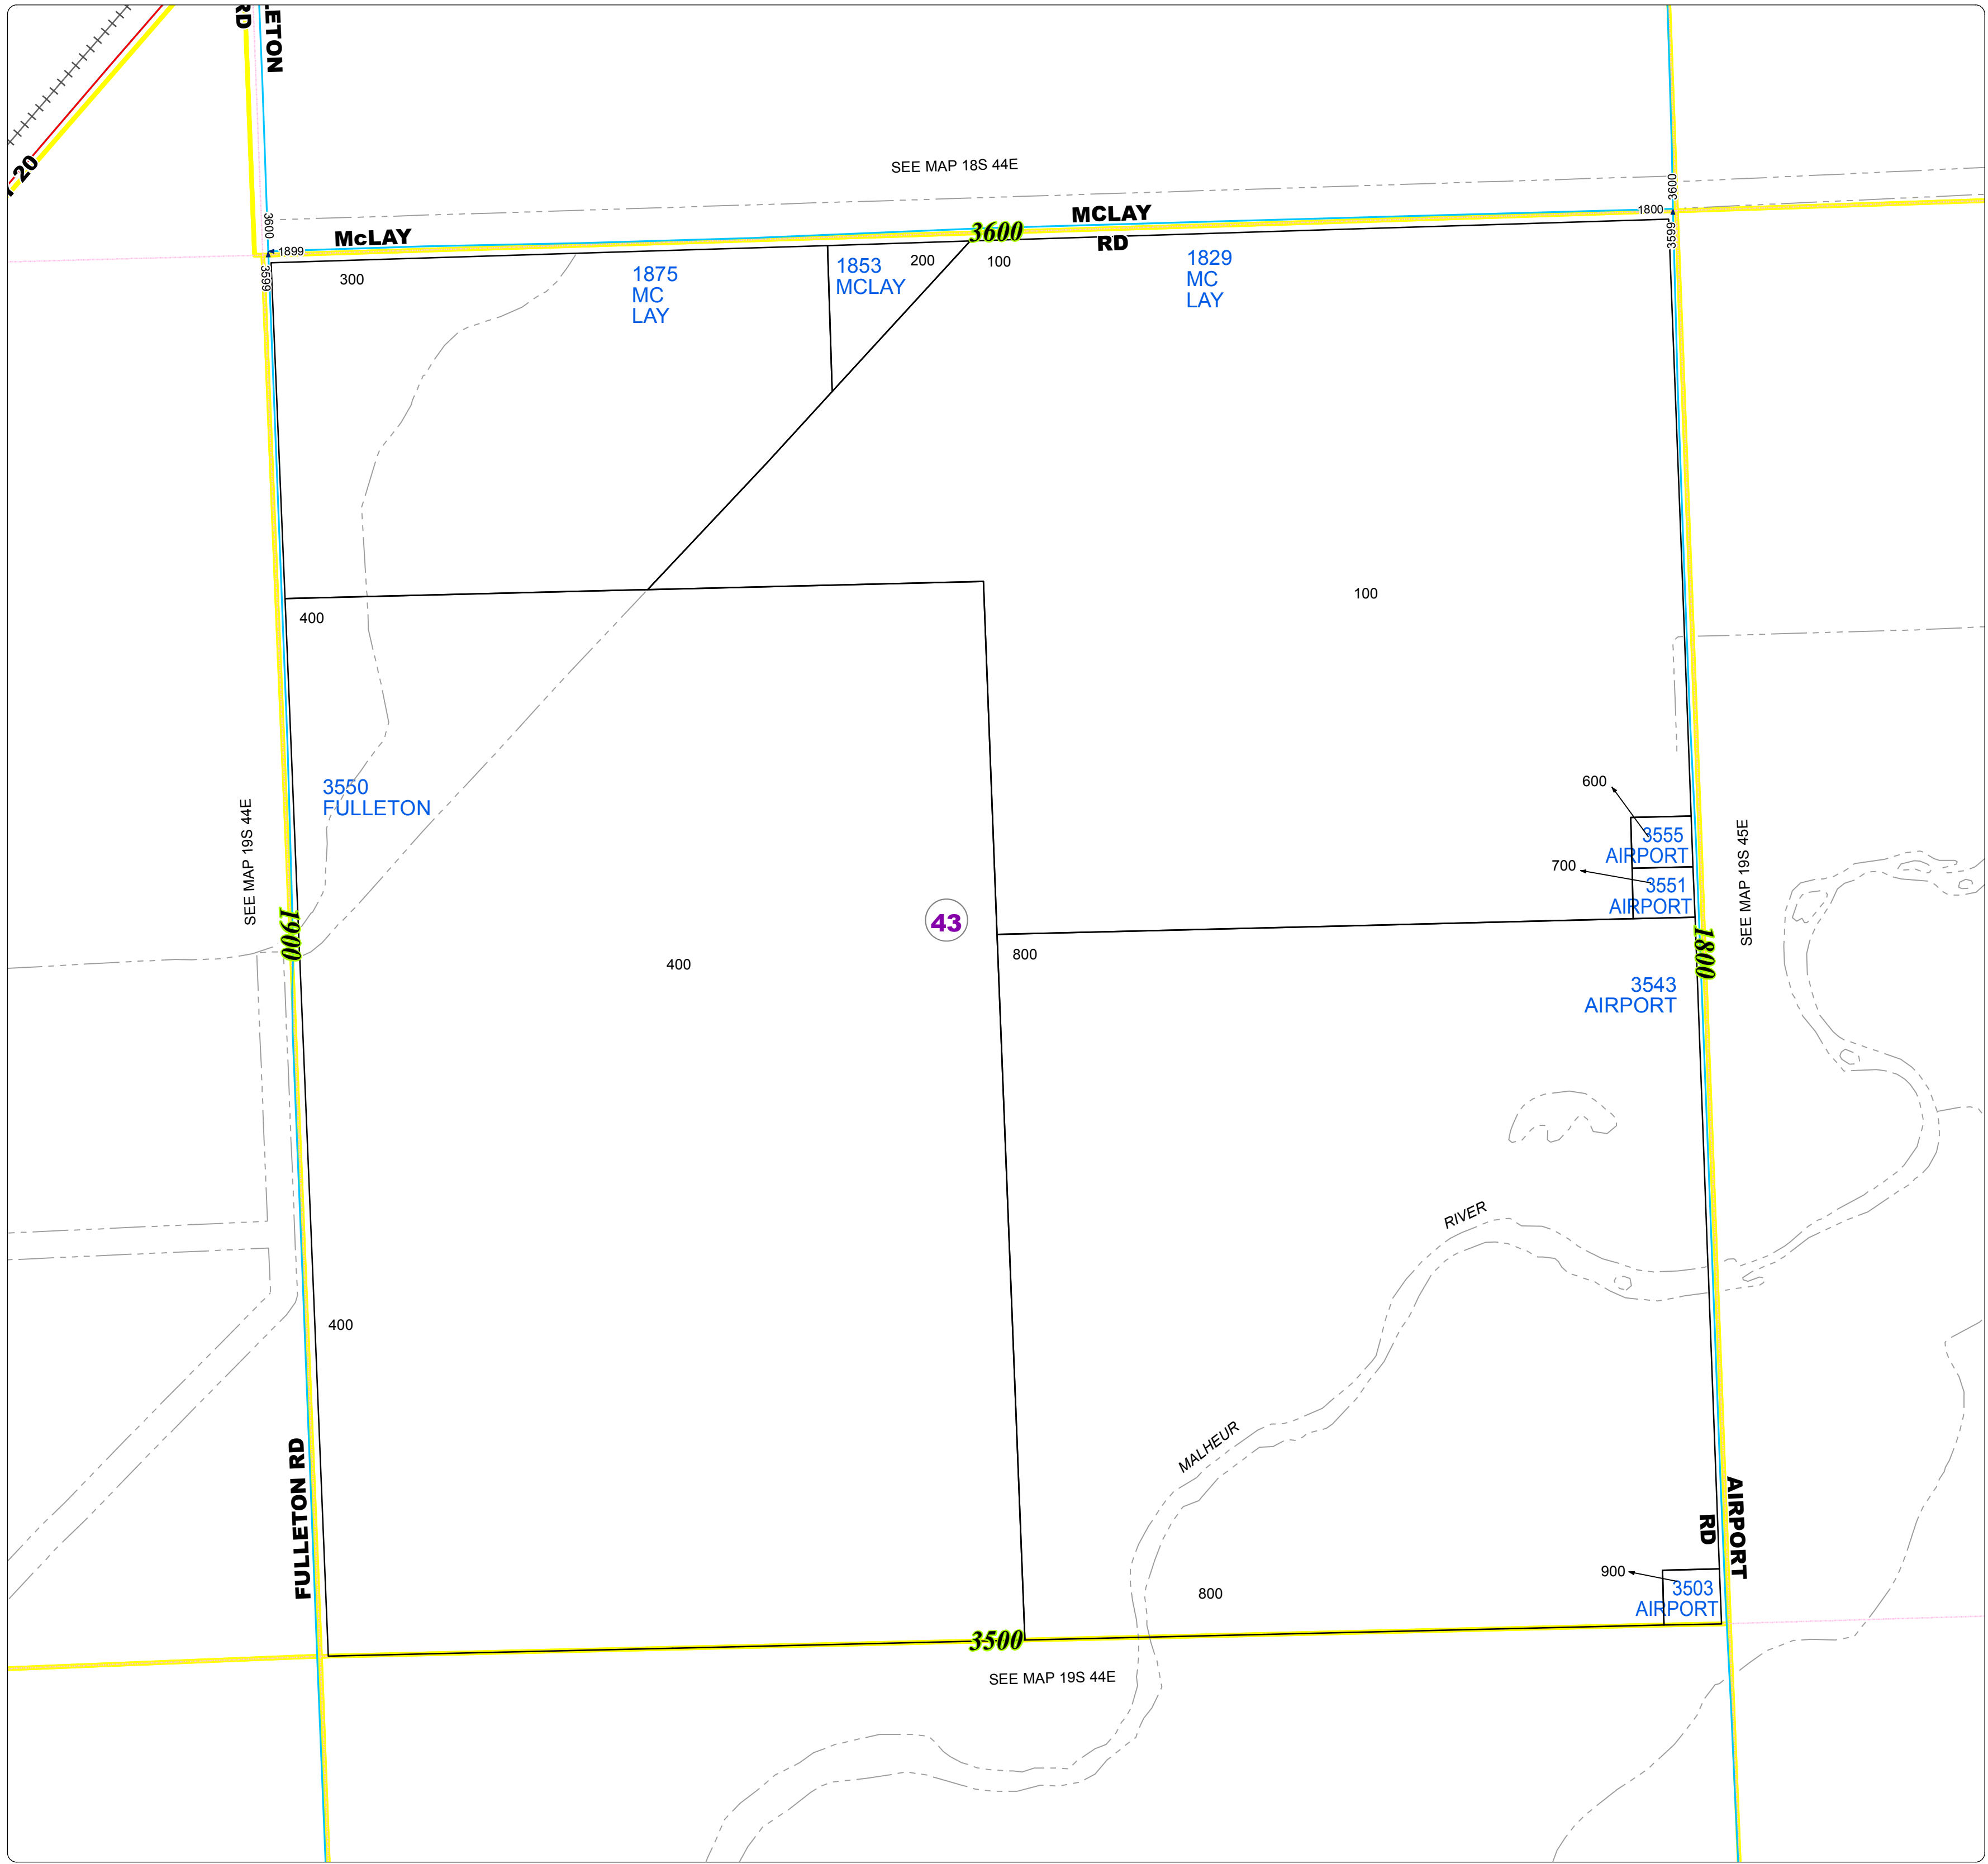 RD
LETON
20
SEE MAP 18S 44E
3600
3600
McLAY
3600
MCLAY
RD
1800
3599
1899
3599
300
1875
MC
LAY
1853
MCLAY
200
100
1829
MC
LAY
400
100
3550
FULLETON
600
3555
AIRPORT
700
3551
AIRPORT
SEE MAP 19S 44E
SEE MAP 19S 45E
1900
43
400
800
1800
3543
AIRPORT
RIVER
400
MALHEUR
FULLETON RD
AIRPORT
RD
900
3503
AIRPORT
800
3500
SEE MAP 19S 44E